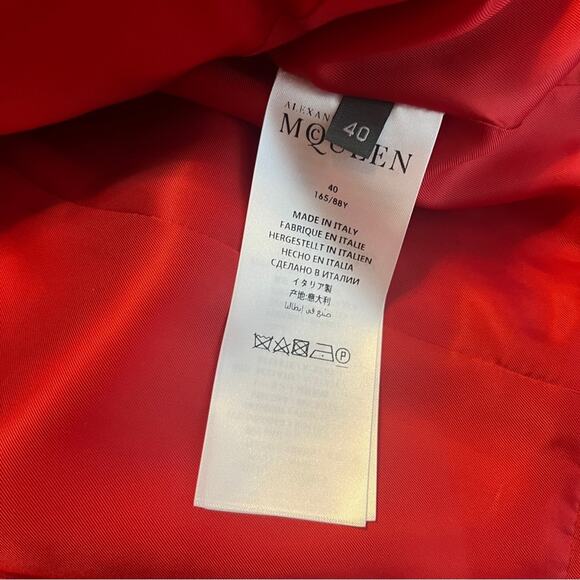 ALEXAN
McQUEEN
40
40
165/88Y
MADE IN ITALY
FABRIQUE EN ITALIE
HERGESTELLT IN ITALIEN
HECHO EN ITALIA
СДЕЛАНО В ИТАЛИИ
イタリア製
产地:意大利
صنع في إيطاليا
P